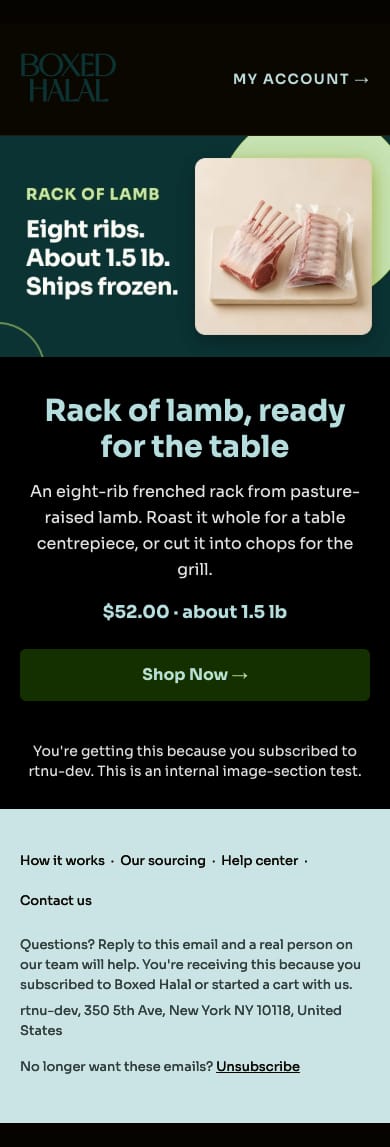 BOXED
HALAL
MY ACCOUNT →
RACK OF LAMB
Eight ribs.
About 1.5 lb.
Ships frozen.
Rack of lamb, ready
for the table
An eight-rib frenched rack from pasture-
raised lamb. Roast it whole for a table
centrepiece, or cut it into chops for the
grill.
$52.00 · about 1.5 lb
Shop Now →
You're getting this because you subscribed to
rtnu-dev. This is an internal image-section test.
How it works · Our sourcing · Help center ·
Contact us
Questions? Reply to this email and a real person on
our team will help. You're receiving this because you
subscribed to Boxed Halal or started a cart with us.
rtnu-dev, 350 5th Ave, New York NY 10118, United
States
No longer want these emails? Unsubscribe